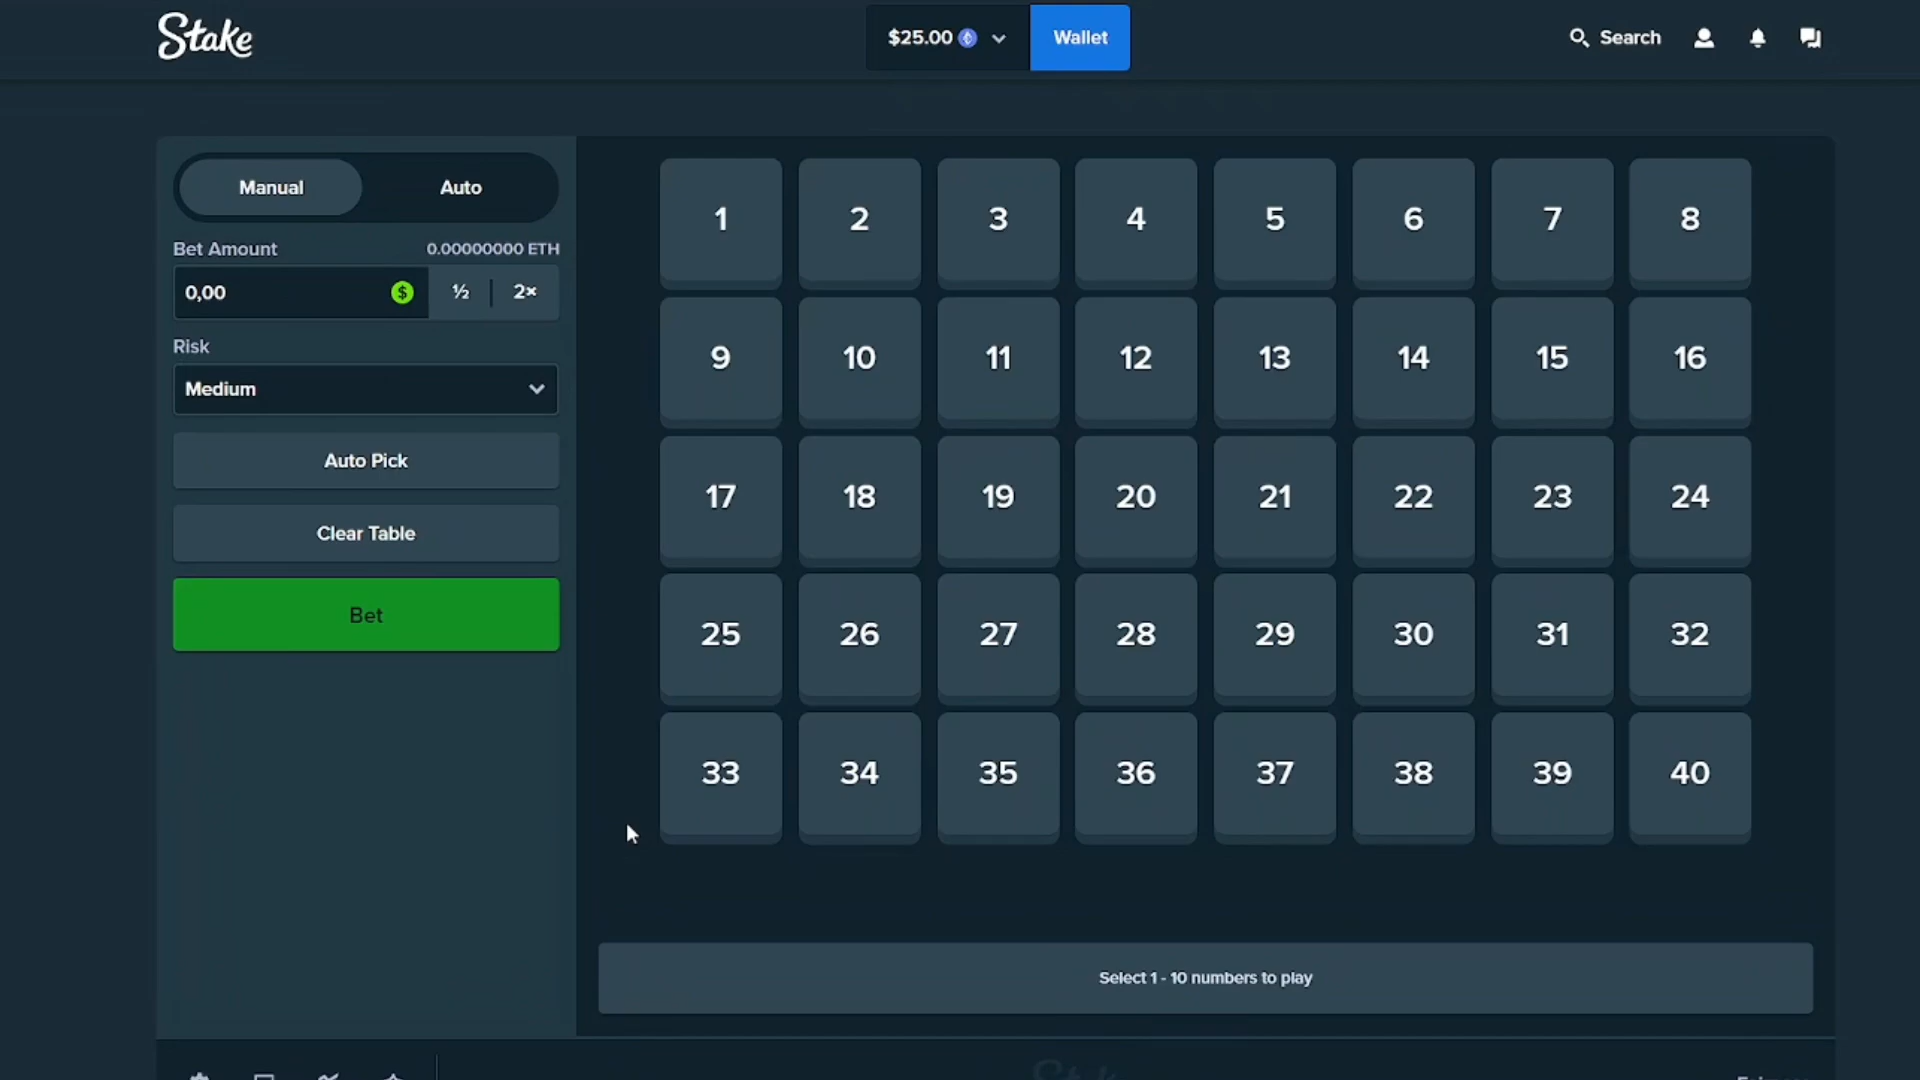 Stake
$25.00
Wallet
Search
Manual
Auto
Bet Amount
0.00000000 ETH
0,00
$
½
2×
Risk
Medium
Auto Pick
Clear Table
Bet
1 2 3 4 5 6 7 8
9 10 11 12 13 14 15 16
17 18 19 20 21 22 23 24
25 26 27 28 29 30 31 32
33 34 35 36 37 38 39 40
Select 1 - 10 numbers to play
Stake